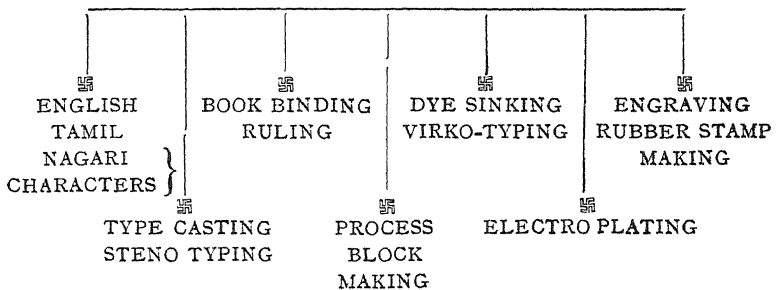 ENGLISH
TAMIL
NAGARI
CHARACTERS
BOOK BINDING
RULING
DYE SINKING
VIRKO-TYPING
ENGRAVING
RUBBER STAMP
MAKING
TYPE CASTING
STENO TYPING
PROCESS
BLOCK
MAKING
ELECTRO PLATING